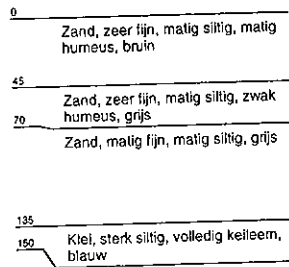 0
Zand, zeer fijn, matig siltig, matig
humeus, bruin
45
Zand, zeer fijn, matig siltig, zwak
humeus, grijs
70
Zand, matig fijn, matig siltig, grijs
135
150
Klei, sterk siltig, volledig keileem,
blauw